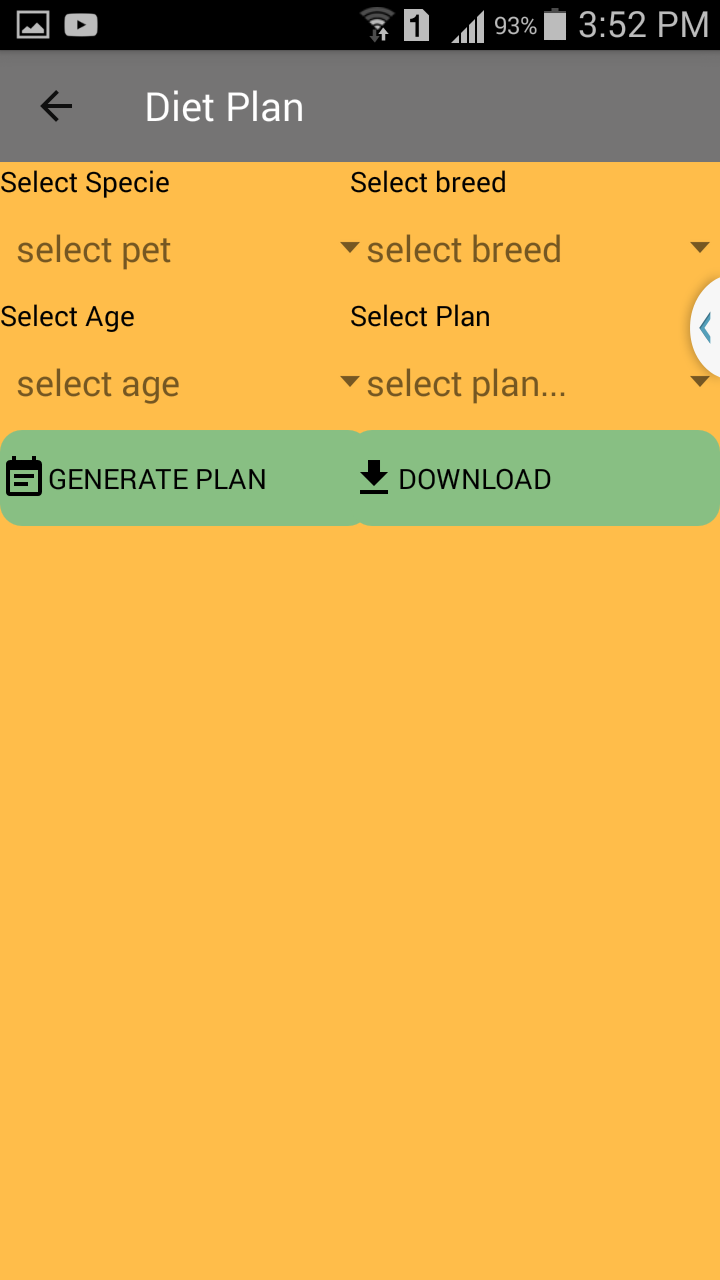 1 93% 3:52 PM
Diet Plan
Select Specie Select breed
select pet select breed
Select Age Select Plan
select age select plan...
GENERATE PLAN DOWNLOAD